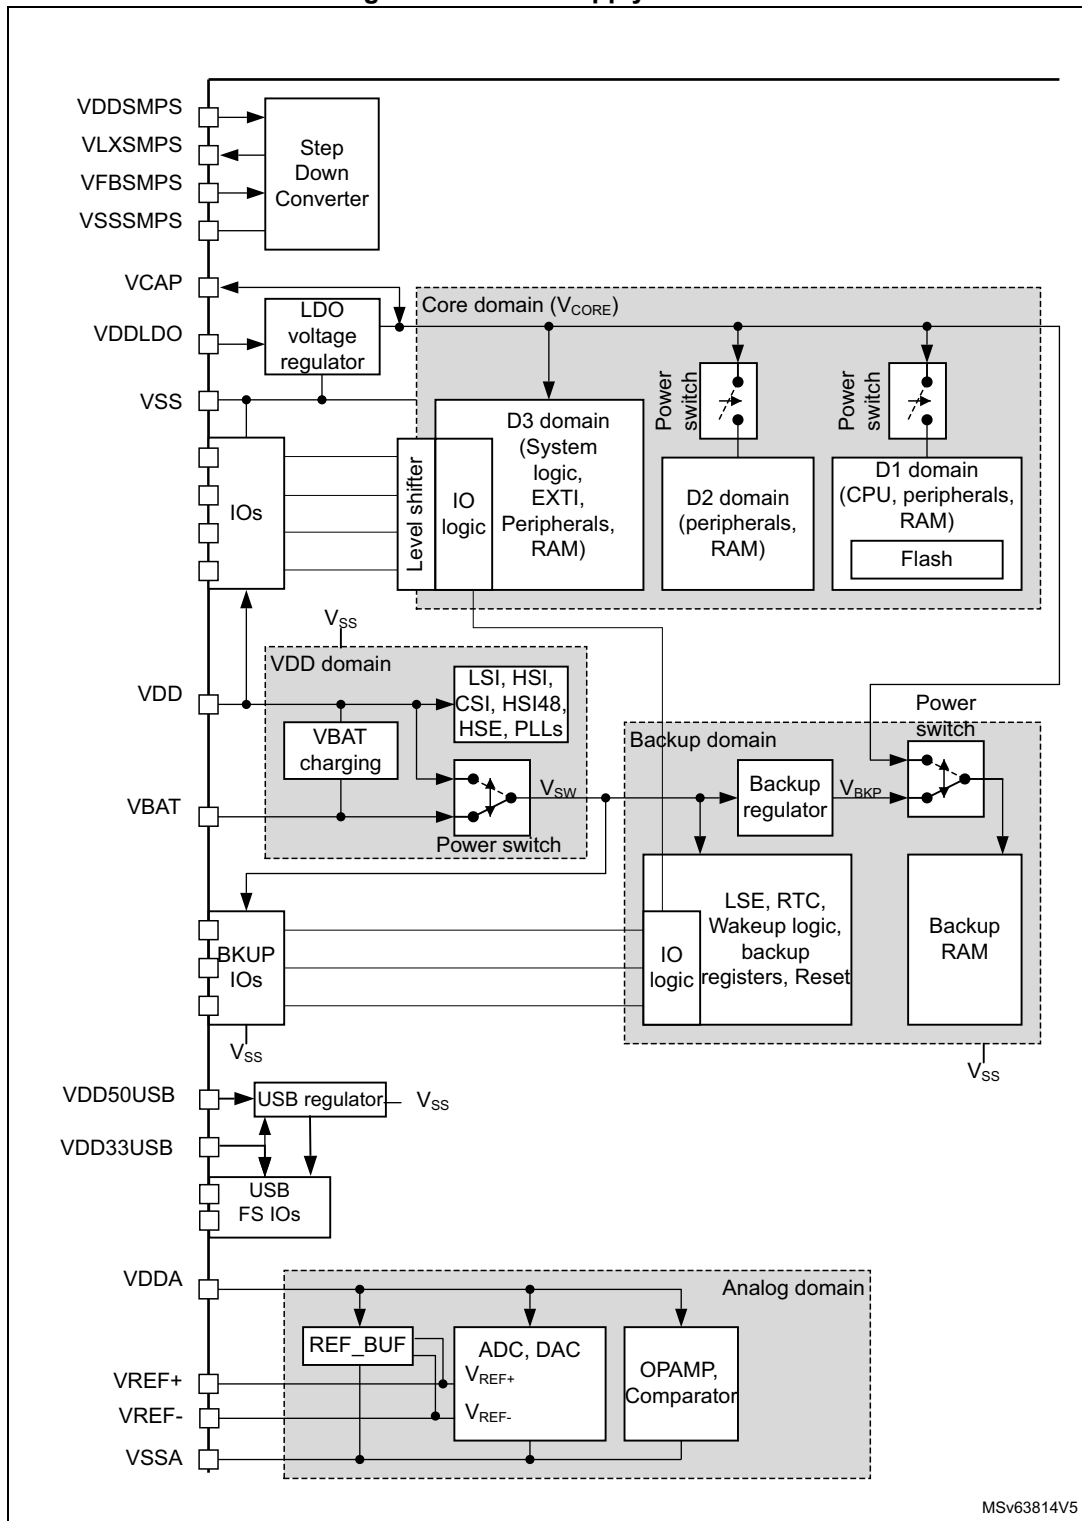 VDDSMPS
VLXSMPS
VFBSMPS
VSSSMPS
Step
Down
Converter
VCAP
VDDLDO
VSS
LDO
voltage
regulator
Core domain (VCORE)
Power
switch
Power
switch
IOs
Level shifter
IO
logic
D3 domain
(System
logic,
EXTI,
Peripherals,
RAM)
D2 domain
(peripherals,
RAM)
D1 domain
(CPU, peripherals,
RAM)
Flash
VSS
VDD domain
VDD
VBAT
charging
LSI, HSI,
CSI, HSI48,
HSE, PLLs
VBAT
VSW
Power switch
Backup domain
Power
switch
Backup
regulator
VBKP
BKUP
IOs
VSS
IO
logic
LSE, RTC,
Wakeup logic,
backup
registers, Reset
Backup
RAM
VSS
VDD50USB
USB regulator
VSS
VDD33USB
USB
FS IOs
VDDA
Analog domain
REF_BUF
ADC, DAC
VREF+
VREF-
OPAMP,
Comparator
VREF+
VREF-
VSSA
MSv63814V5